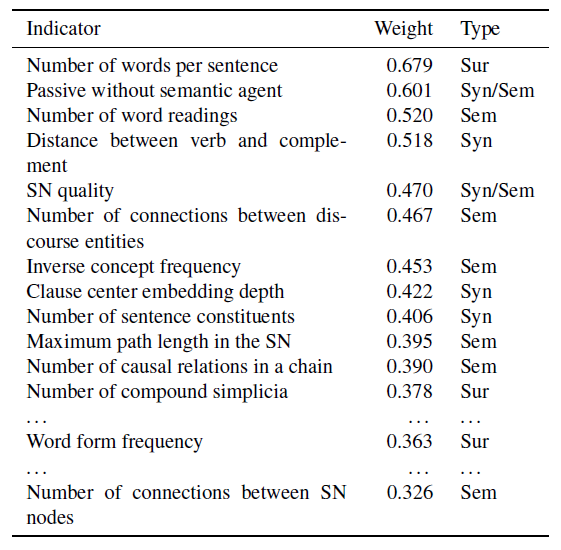 Indicator Weight Type
Number of words per sentence 0.679 Sur
Passive without semantic agent 0.601 Syn/Sem
Number of word readings 0.520 Sem
Distance between verb and comple- 0.518 Syn
ment
SN quality 0.470 Syn/Sem
Number of connections between dis- 0.467 Sem
course entities
Inverse concept frequency 0.453 Sem
Clause center embedding depth 0.422 Syn
Number of sentence constituents 0.406 Syn
Maximum path length in the SN 0.395 Sem
Number of causal relations in a chain 0.390 Sem
Number of compound simplicia 0.378 Sur
... ... ...
Word form frequency 0.363 Sur
... ... ...
Number of connections between SN 0.326 Sem
nodes